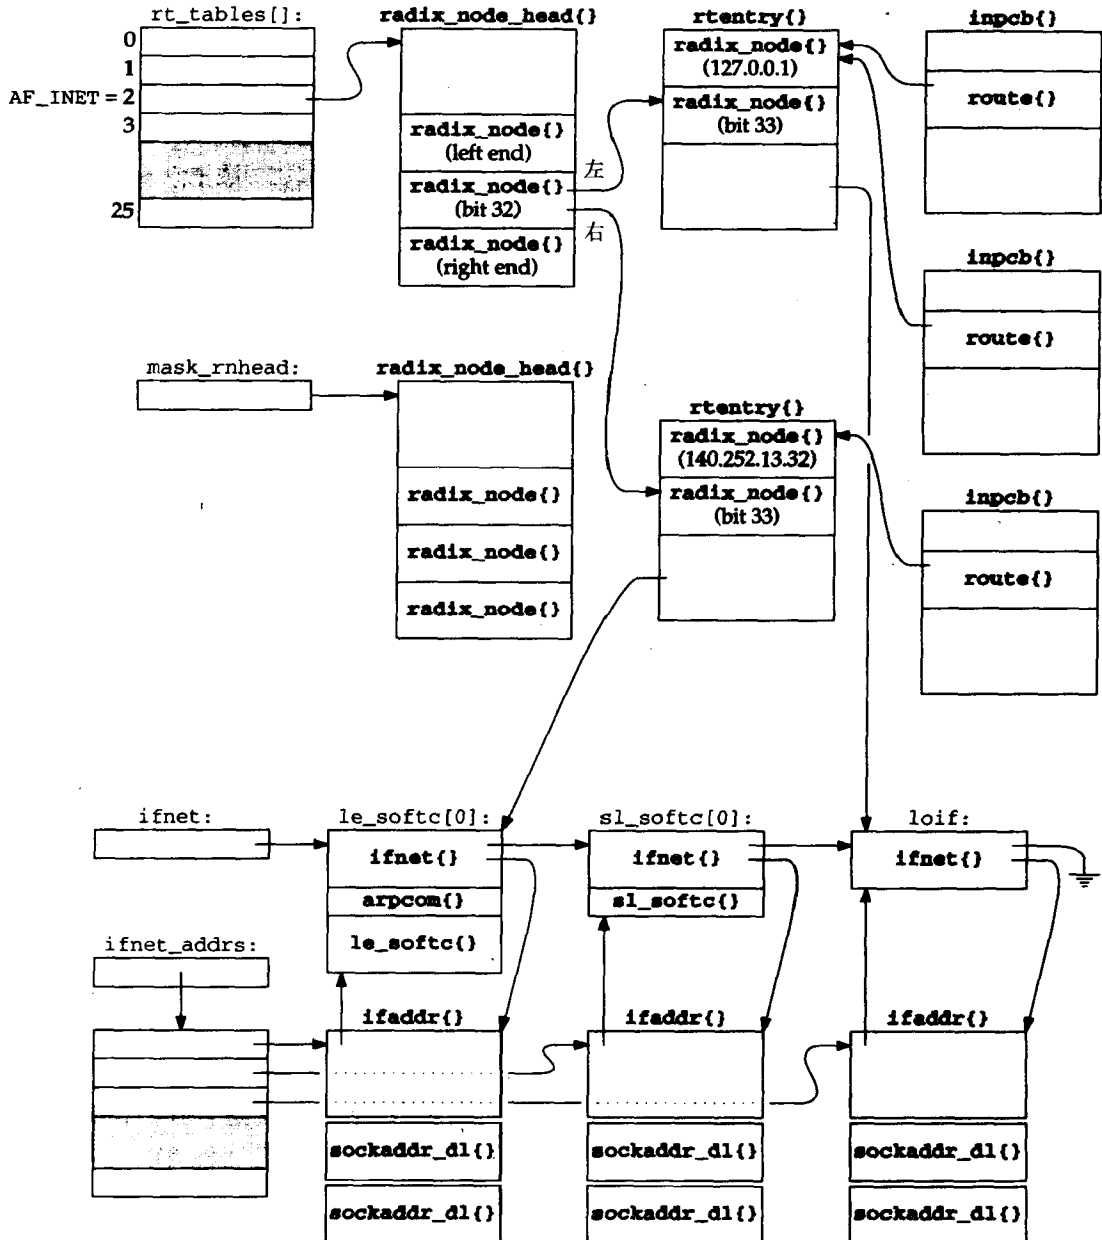 rt_tables[]:
0
1
AF_INET = 2
3
25
radix_node_head{}
radix_node{}
(left end)
radix_node{}
(bit 32)
radix_node{}
(right end)
左
右
rtentry{}
radix_node{}
(127.0.0.1)
radix_node{}
(bit 33)
inpcb{}
route{}
inpcb{}
route{}
mask_rnhead:
radix_node_head{}
radix_node{}
radix_node{}
radix_node{}
rtentry{}
radix_node{}
(140.252.13.32)
radix_node{}
(bit 33)
inpcb{}
route{}
ifnet:
le_softc[0]:
ifnet{}
arpcom{}
le_softc{}
sl_softc[0]:
ifnet{}
sl_softc{}
loif:
ifnet{}
ifnet_addrs:
ifaddr{}
ifaddr{}
ifaddr{}
sockaddr_dl{}
sockaddr_dl{}
sockaddr_dl{}
sockaddr_dl{}
sockaddr_dl{}
sockaddr_dl{}